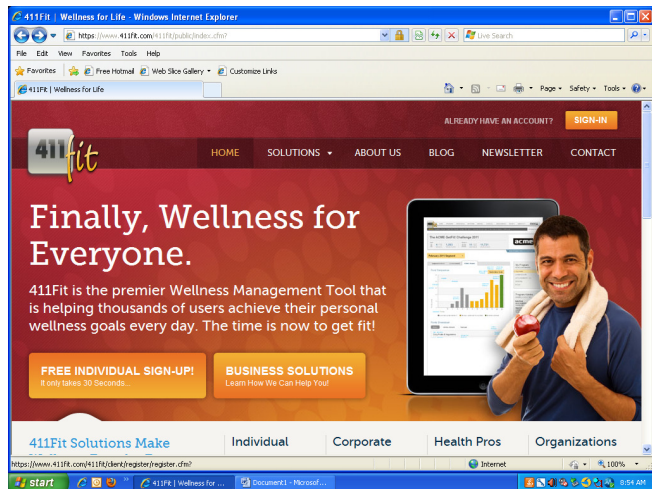 411Fit | Wellness for Life - Windows Internet Explorer
https://www.411fit.com/411fit/public/index.cfm?
Live Search
File Edit View Favorites Tools Help
Favorites Free Hotmail Web Slice Gallery Customize Links
411Fit | Wellness for Life
Page Safety Tools
ALREADY HAVE AN ACCOUNT? SIGN-IN
411fit
HOME SOLUTIONS ABOUT US BLOG NEWSLETTER CONTACT
Finally, Wellness for
Everyone.
411Fit is the premier Wellness Management Tool that
is helping thousands of users achieve their personal
wellness goals every day. The time is now to get fit!
acme
FREE INDIVIDUAL SIGN-UP! BUSINESS SOLUTIONS
It only takes 30 Seconds... Learn How We Can Help You!
411Fit Solutions Make Individual Corporate Health Pros Organizations
https://www.411fit.com/411fit/client/register/register.cfm?
Internet 100%
start 411Fit | Wellness for ... Document1 - Microsof... 8:54 AM